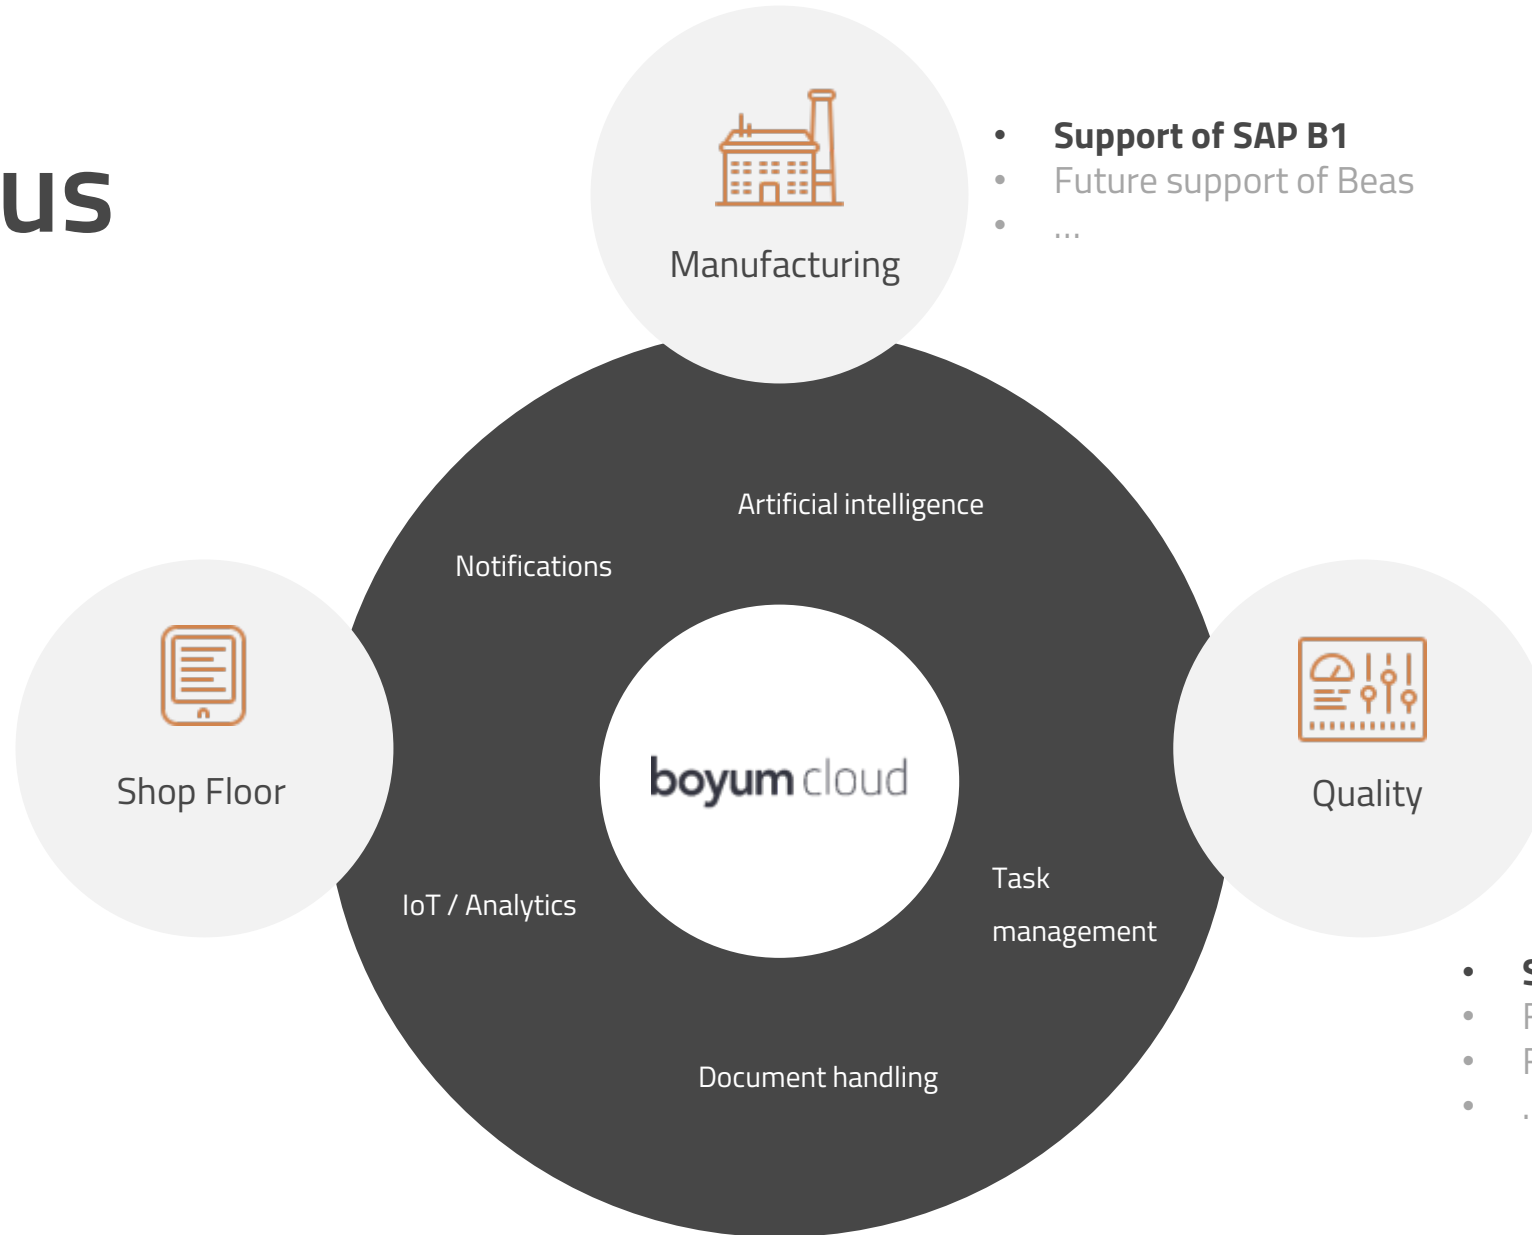 us
• Support of SAP B1
• Future support of Beas
• ...
Manufacturing
Artificial intelligence
Notifications
Shop Floor
boyum cloud
Quality
IoT / Analytics
Task
management
Document handling